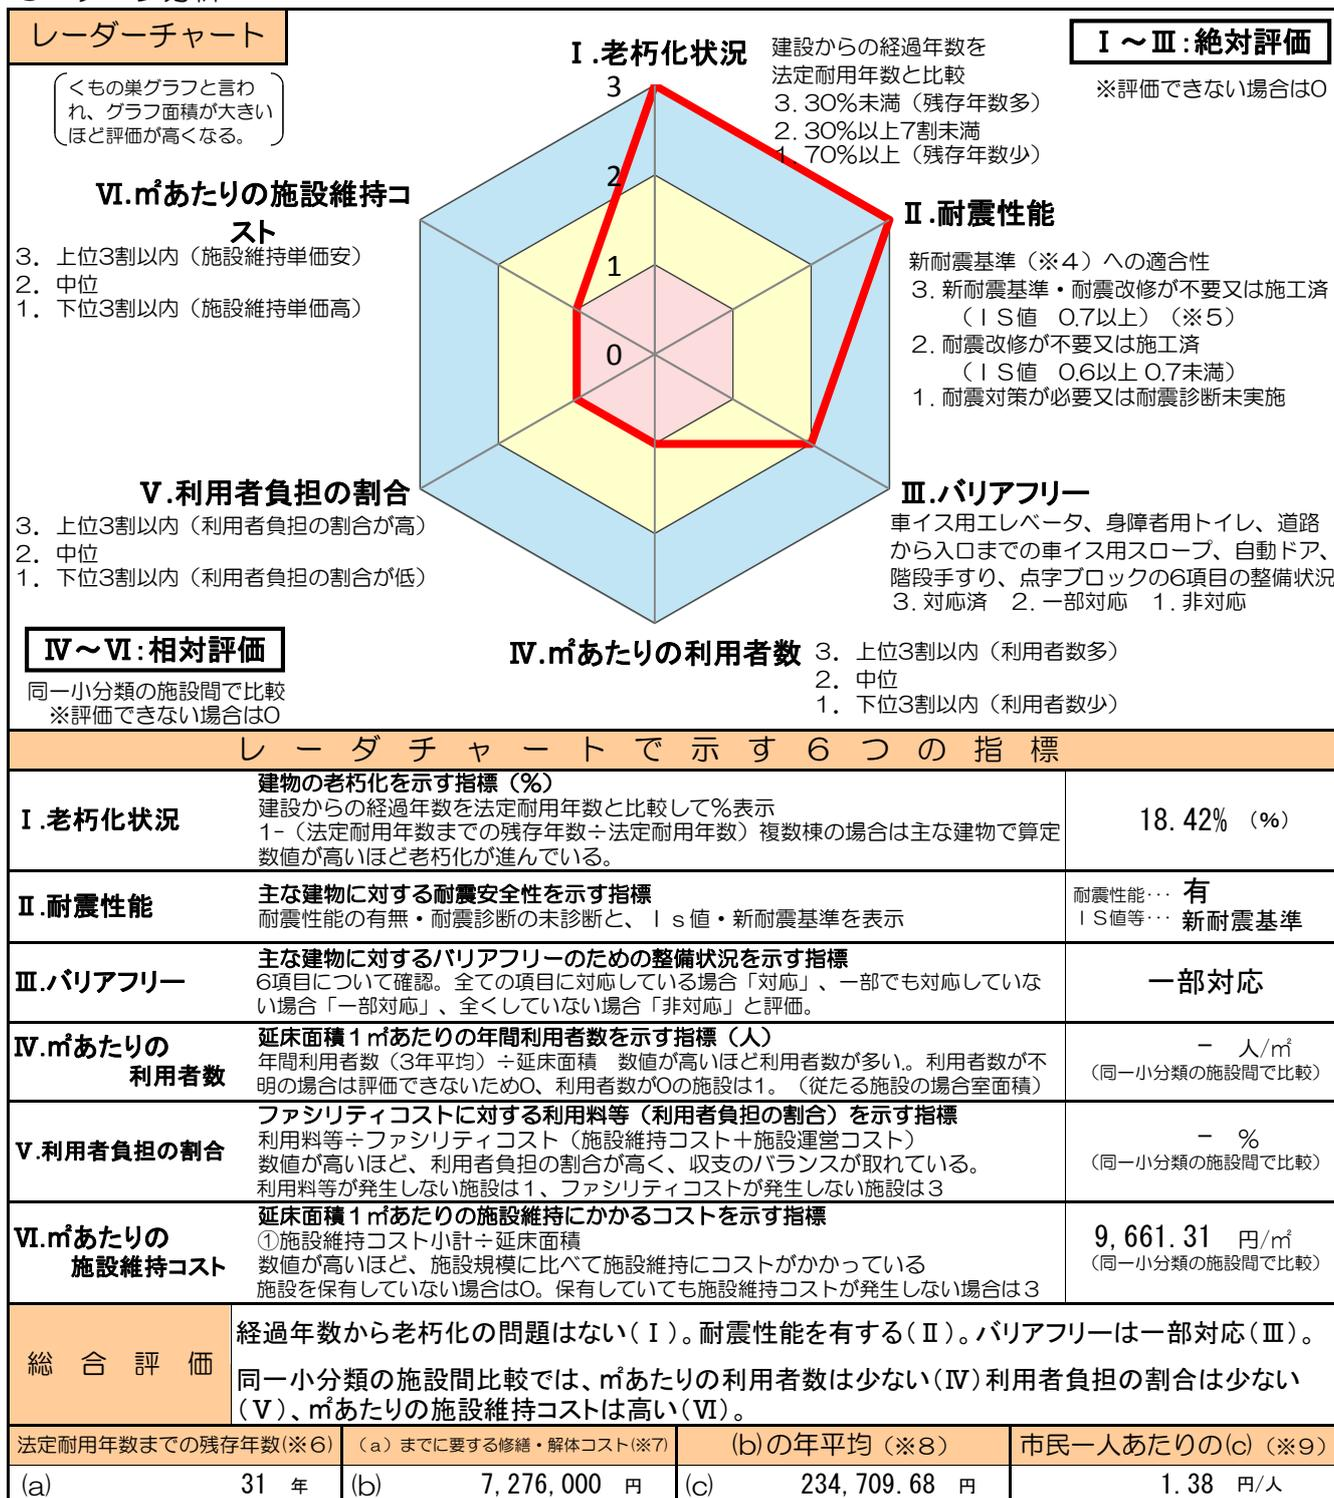 レーダーチャート
くもの巣グラフと言わ
れ、グラフ面積が大きい
ほど評価が高くなる。
Ⅰ.老朽化状況
建設からの経過年数を
法定耐用年数と比較
3. 30%未満（残存年数多）
2. 30%以上7割未満
1. 70%以上（残存年数少）
Ⅰ～Ⅲ:絶対評価
※評価できない場合は0
3
2
1
0
Ⅵ.㎡あたりの施設維持コ
スト
3. 上位3割以内（施設維持単価安）
2. 中位
1. 下位3割以内（施設維持単価高）
Ⅱ.耐震性能
新耐震基準（※4）への適合性
3. 新耐震基準・耐震改修が不要又は施工済
（ＩＳ値　0.7以上）（※5）
2. 耐震改修が不要又は施工済
（ＩＳ値　0.6以上 0.7未満）
1. 耐震対策が必要又は耐震診断未実施
Ⅴ.利用者負担の割合
3. 上位3割以内（利用者負担の割合が高）
2. 中位
1. 下位3割以内（利用者負担の割合が低）
Ⅲ.バリアフリー
車イス用エレベータ、身障者用トイレ、道路
から入口までの車イス用スロープ、自動ドア、
階段手すり、点字ブロックの6項目の整備状況
3. 対応済　2. 一部対応　1. 非対応
Ⅳ～Ⅵ:相対評価
同一小分類の施設間で比較
※評価できない場合は0
Ⅳ.㎡あたりの利用者数
3. 上位3割以内（利用者数多）
2. 中位
1. 下位3割以内（利用者数少）
レーダチャートで示す６つの指標
Ⅰ.老朽化状況
建物の老朽化を示す指標（%）
建設からの経過年数を法定耐用年数と比較して%表示
1-（法定耐用年数までの残存年数÷法定耐用年数）複数棟の場合は主な建物で算定
数値が高いほど老朽化が進んでいる。
18.42% （%）
Ⅱ.耐震性能
主な建物に対する耐震安全性を示す指標
耐震性能の有無・耐震診断の未診断と、Ｉｓ値・新耐震基準を表示
耐震性能･･･ 有
ＩＳ値等･･･ 新耐震基準
Ⅲ.バリアフリー
主な建物に対するバリアフリーのための整備状況を示す指標
6項目について確認。全ての項目に対応している場合「対応」、一部でも対応していな
い場合「一部対応」、全くしていない場合「非対応」と評価。
一部対応
Ⅳ.㎡あたりの
利用者数
延床面積１㎡あたりの年間利用者数を示す指標（人）
年間利用者数（3年平均）÷延床面積　数値が高いほど利用者数が多い。利用者数が不
明の場合は評価できないため0、利用者数が0の施設は1。（従たる施設の場合室面積）
－　人/㎡
（同一小分類の施設間で比較）
Ⅴ.利用者負担の割合
ファシリティコストに対する利用料等（利用者負担の割合）を示す指標
利用料等÷ファシリティコスト（施設維持コスト＋施設運営コスト）
数値が高いほど、利用者負担の割合が高く、収支のバランスが取れている。
利用料等が発生しない施設は１、ファシリティコストが発生しない施設は３
－　%
（同一小分類の施設間で比較）
Ⅵ.㎡あたりの
施設維持コスト
延床面積１㎡あたりの施設維持にかかるコストを示す指標
①施設維持コスト小計÷延床面積
数値が高いほど、施設規模に比べて施設維持にコストがかかっている
施設を保有していない場合は0。保有していても施設維持コストが発生しない場合は３
9,661.31　円/㎡
（同一小分類の施設間で比較）
総合評価
経過年数から老朽化の問題はない(Ⅰ)。耐震性能を有する(Ⅱ)。バリアフリーは一部対応(Ⅲ)。
同一小分類の施設間比較では、㎡あたりの利用者数は少ない(Ⅳ)利用者負担の割合は少ない
(Ⅴ)、㎡あたりの施設維持コストは高い(Ⅵ)。
法定耐用年数までの残存年数(※６)
（a）までに要する修繕・解体コスト(※7)
(b)の年平均（※８）
市民一人あたりの(c)（※９）
(a)　31　年
(b)　7,276,000　円
(c)　234,709.68　円
1.38　円/人